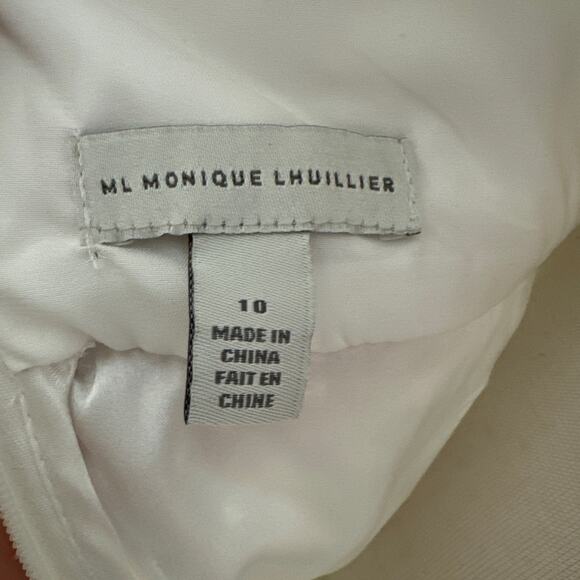 ML MONIQUE LHUILLIER
10
MADE IN
CHINA
FAIT EN
CHINE